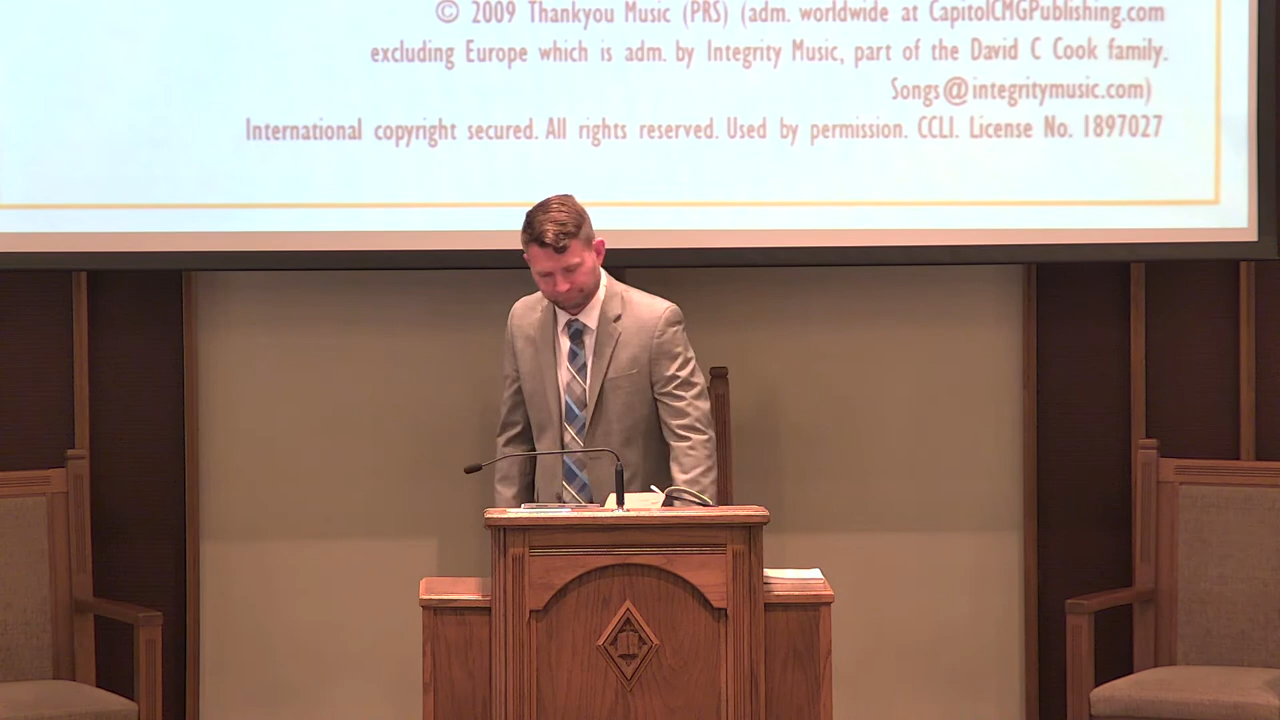 © 2009 Thankyou Music (PRS) (adm. worldwide at CapitolCMGPublishing.com
excluding Europe which is adm. by Integrity Music, part of the David C Cook family.
Songs@integritymusic.com)
International copyright secured. All rights reserved. Used by permission. CCLI. License No. 1897027